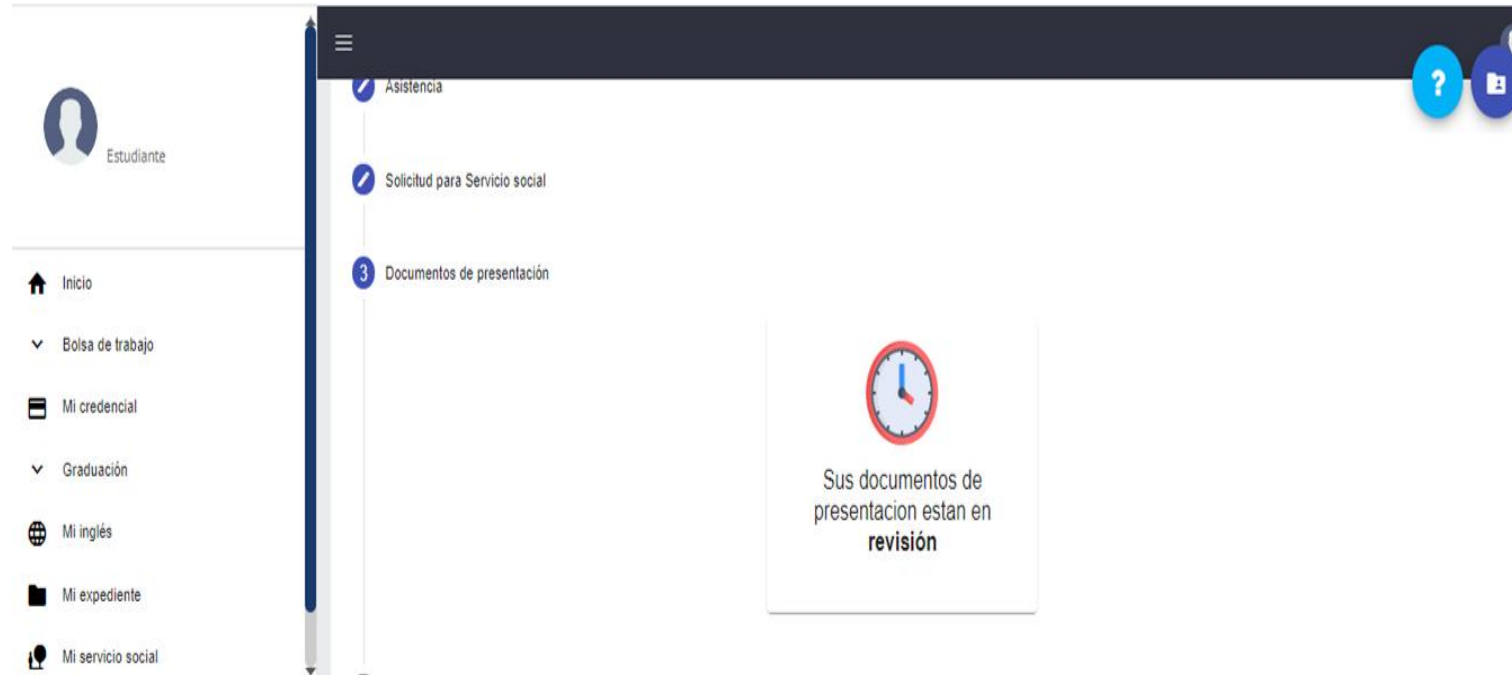 Estudiante
Inicio
Bolsa de trabajo
Mi credencial
Graduación
Mi inglés
Mi expediente
Mi servicio social
Asistencia
Solicitud para Servicio social
3 Documentos de presentación
Sus documentos de
presentacion estan en
revisión
?